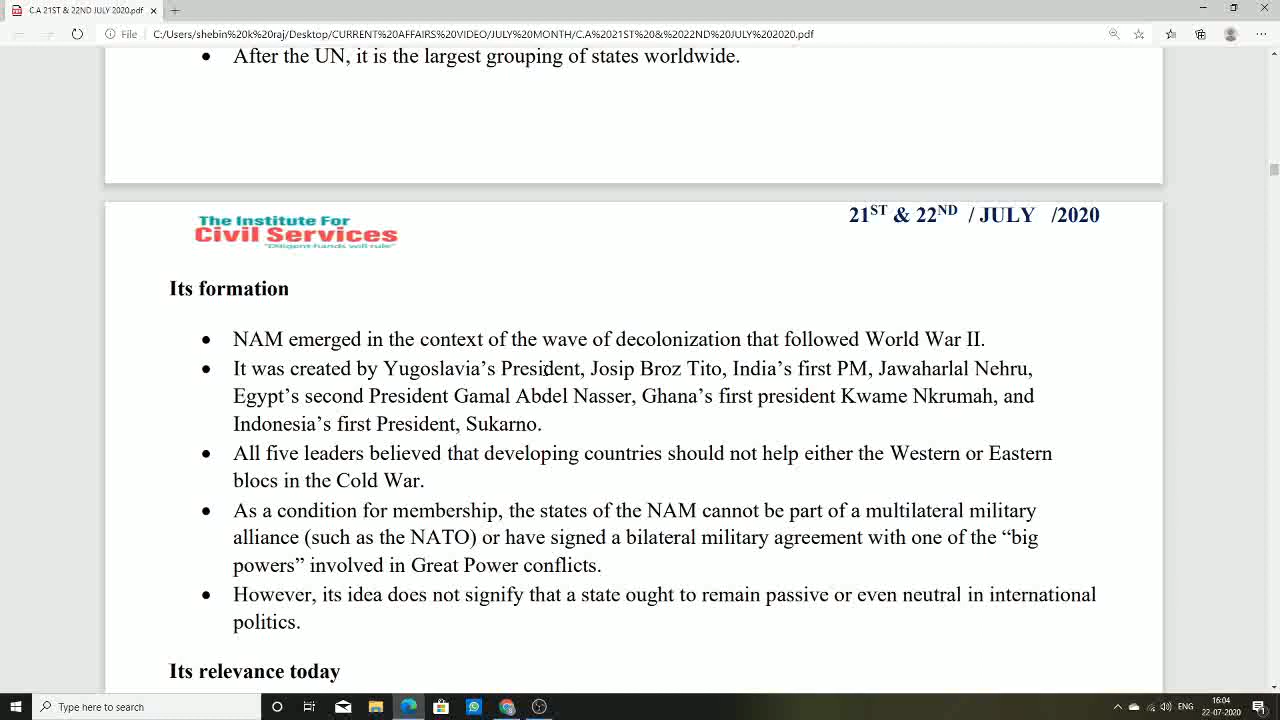 C.A 21ST & 22ND JULY 2020.pdf
File
C:/Users/shebin%20k%20raj/Desktop/CURRENT%20AFFAIRS%20VIDEO/JULY%20MONTH/C.A%2021ST%20&%2022ND%20JULY%202020.pdf
• After the UN, it is the largest grouping of states worldwide.
The Institute For
Civil Services
"Diligent hands will rule"
21ST & 22ND / JULY /2020
Its formation
• NAM emerged in the context of the wave of decolonization that followed World War II.
• It was created by Yugoslavia's President, Josip Broz Tito, India's first PM, Jawaharlal Nehru,
Egypt's second President Gamal Abdel Nasser, Ghana's first president Kwame Nkrumah, and
Indonesia's first President, Sukarno.
• All five leaders believed that developing countries should not help either the Western or Eastern
blocs in the Cold War.
• As a condition for membership, the states of the NAM cannot be part of a multilateral military
alliance (such as the NATO) or have signed a bilateral military agreement with one of the “big
powers” involved in Great Power conflicts.
• However, its idea does not signify that a state ought to remain passive or even neutral in international
politics.
Its relevance today
Type here to search
ENG
16:04
22-07-2020